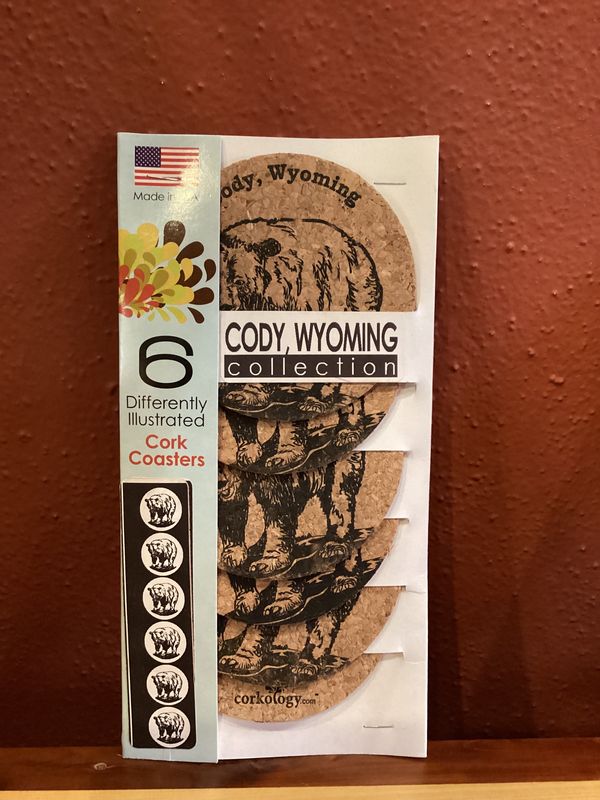 Made in
ody, Wyoming
CODY, WYOMING
collection
6
Differently
Illustrated
Cork
Coasters
corkology.com